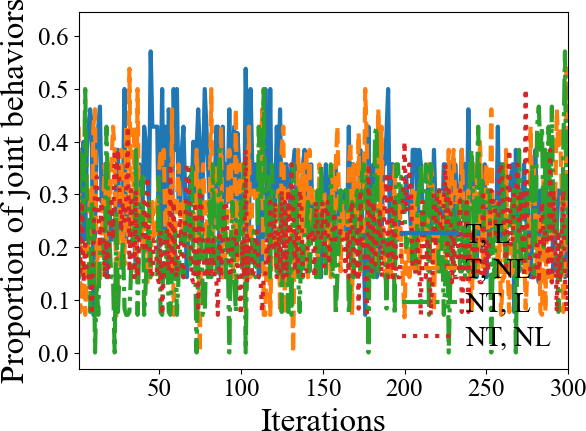 Proportion of joint behaviors
0.6
0.5
0.4
0.3
0.2
0.1
0.0
T, L
T, NL
NT, L
NT, NL
50
100
150
200
250
300
Iterations